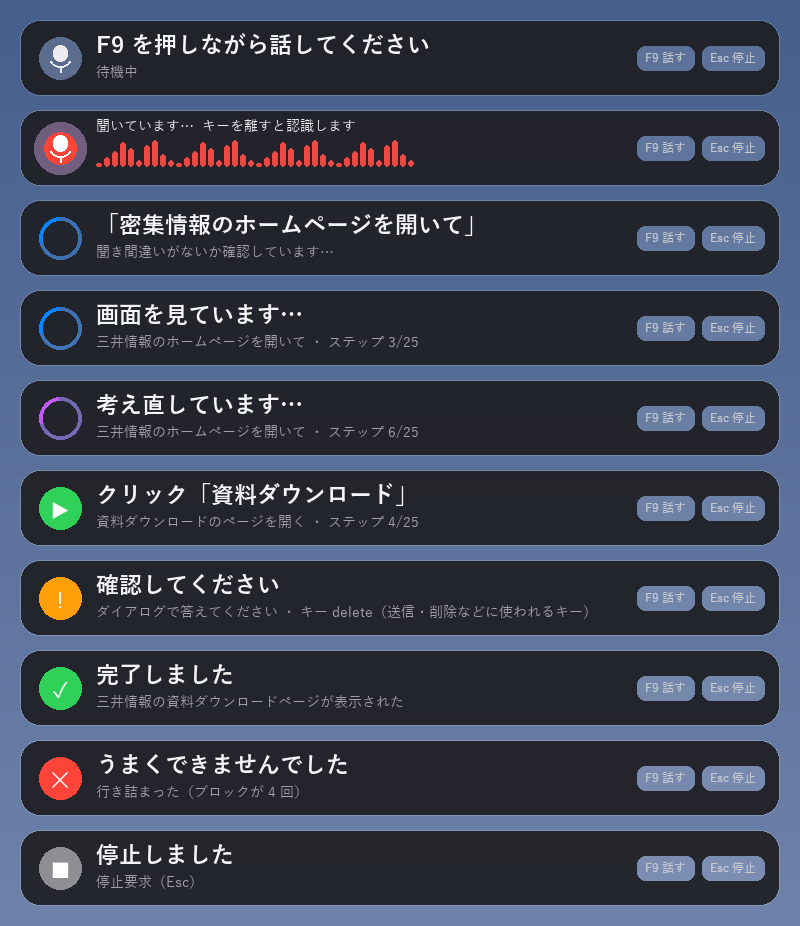 F9 を押しながら話してください
待機中
F9 話す
Esc 停止
聞いています… キーを離すと認識します
F9 話す
Esc 停止
「密集情報のホームページを開いて」
聞き間違いがないか確認しています…
F9 話す
Esc 停止
画面を見ています…
三井情報のホームページを開いて ・ ステップ 3/25
F9 話す
Esc 停止
考え直しています…
三井情報のホームページを開いて ・ ステップ 6/25
F9 話す
Esc 停止
クリック「資料ダウンロード」
資料ダウンロードのページを開く ・ ステップ 4/25
F9 話す
Esc 停止
確認してください
ダイアログで答えてください ・ キー delete（送信・削除などに使われるキー）
F9 話す
Esc 停止
完了しました
三井情報の資料ダウンロードページが表示された
F9 話す
Esc 停止
うまくできませんでした
行き詰まった（ブロックが 4 回）
F9 話す
Esc 停止
停止しました
停止要求（Esc）
F9 話す
Esc 停止